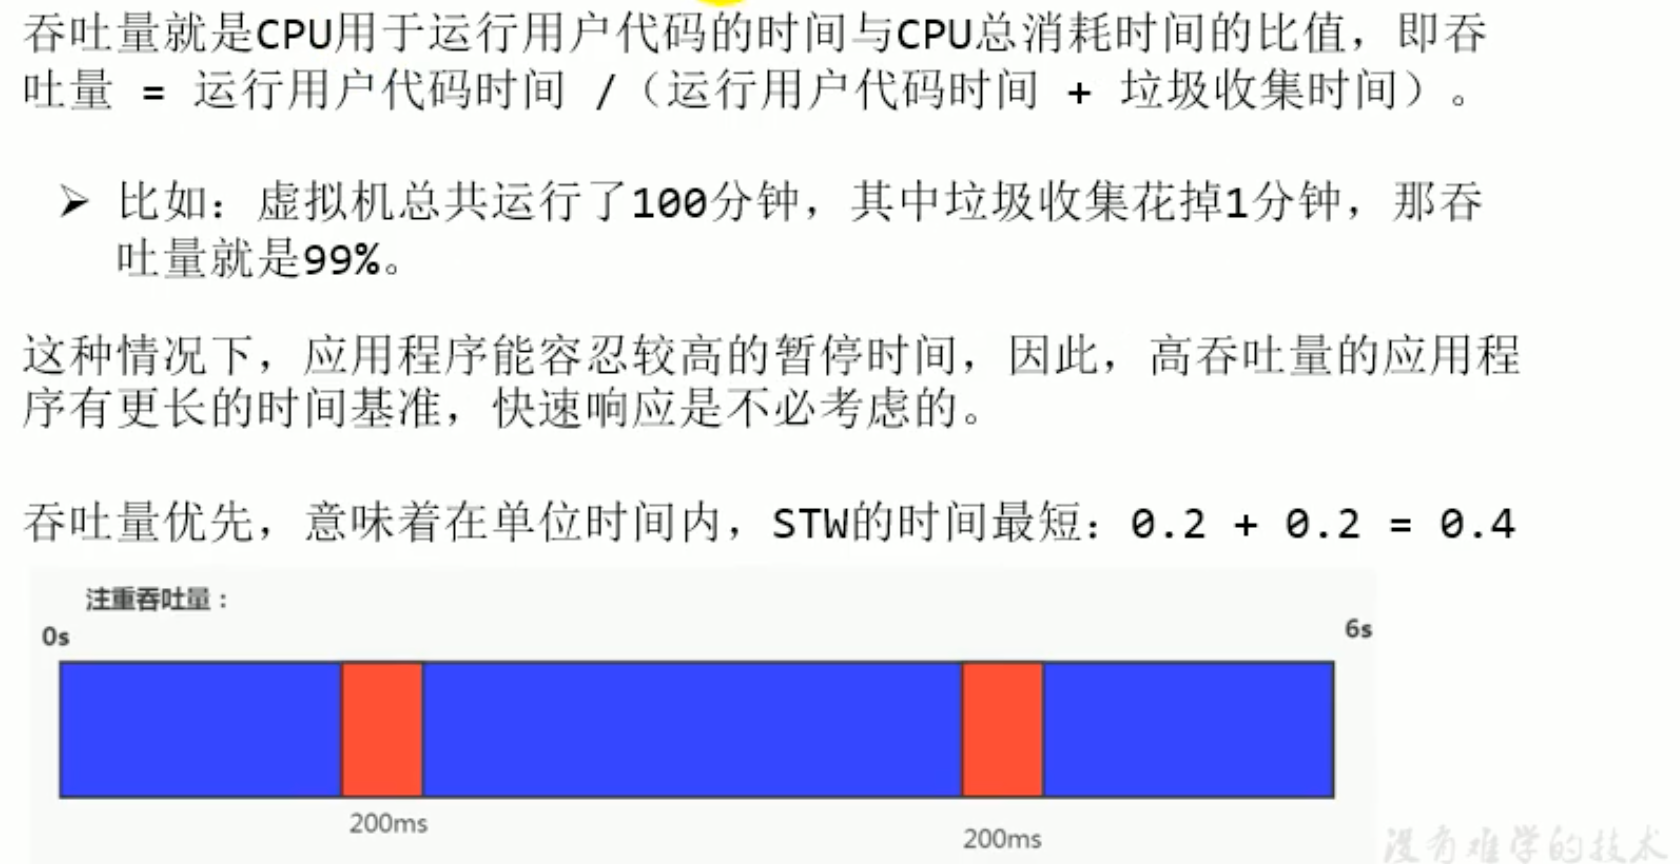 吞吐量就是CPU用于运行用户代码的时间与CPU总消耗时间的比值，即吞
吐量 = 运行用户代码时间 /（运行用户代码时间 + 垃圾收集时间）。
➢ 比如：虚拟机总共运行了100分钟，其中垃圾收集花掉1分钟，那吞
吐量就是99%。
这种情况下，应用程序能容忍较高的暂停时间，因此，高吞吐量的应用程
序有更长的时间基准，快速响应是不必考虑的。
吞吐量优先，意味着在单位时间内，STW的时间最短：0.2 + 0.2 = 0.4
注重吞吐量：
0s
6s
200ms
200ms
没有难学的技术